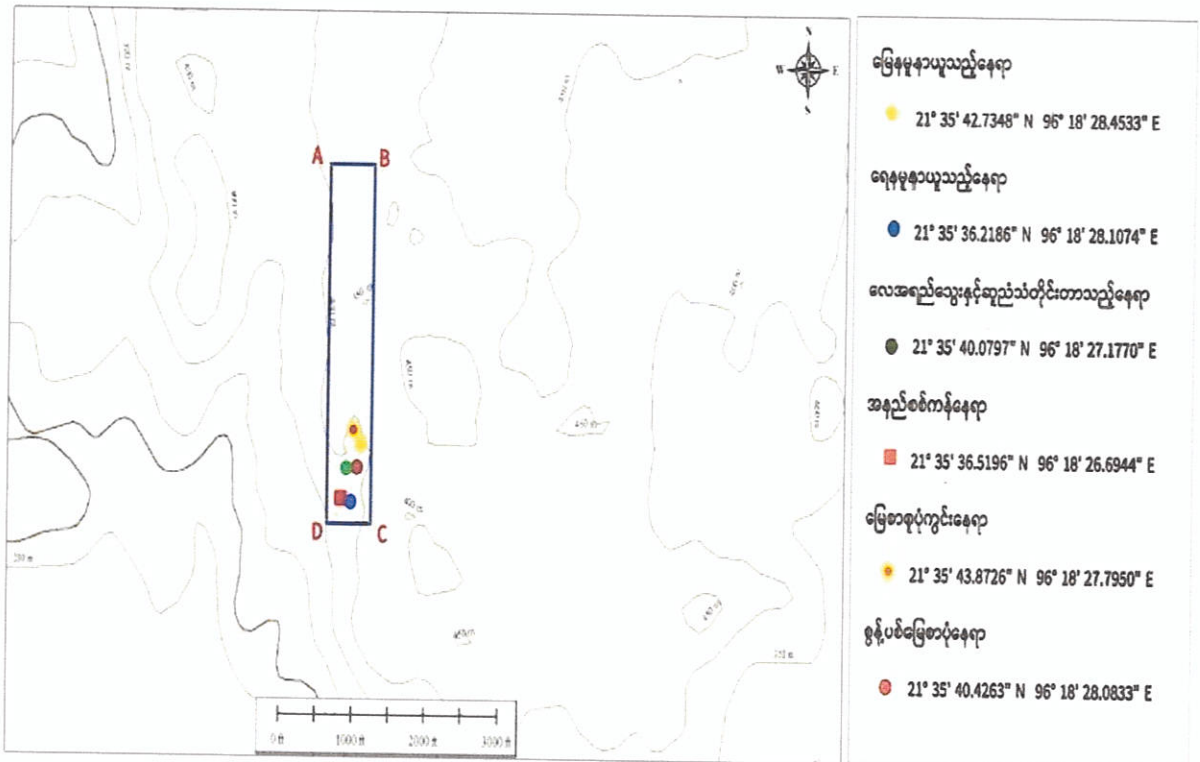 N
W E
S
A B
D C
250 m
0 ft 1000 ft 2000 ft 3000 ft
မြေနမူနာယူသည့်နေရာ
21° 35' 42.7348" N 96° 18' 28.4533" E
ရေနမူနာယူသည့်နေရာ
21° 35' 36.2186" N 96° 18' 28.1074" E
လေအရည်သွေးနှင့်ဆူညံသံတိုင်းတာသည့်နေရာ
21° 35' 40.0797" N 96° 18' 27.1770" E
အနည်စစ်ကန်နေရာ
21° 35' 36.5196" N 96° 18' 26.6944" E
မြေစာစုပုံကွင်းနေရာ
21° 35' 43.8726" N 96° 18' 27.7950" E
စွန့်ပစ်မြေစာပုံနေရာ
21° 35' 40.4263" N 96° 18' 28.0833" E